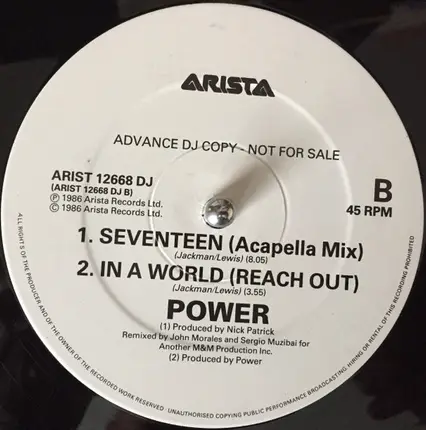 ARISTA
ADVANCE DJ COPY - NOT FOR SALE
ARIST 12668 DJ
(ARIST 12668 DJ B)
Ⓟ 1986 Arista Records Ltd.
© 1986 Arista Records Ltd.
B
45 RPM
1. SEVENTEEN (Acapella Mix)
(Jackman/Lewis) (8.05)
2. IN A WORLD (REACH OUT)
(Jackman/Lewis) (3.55)
POWER
(1) Produced by Nick Patrick
Remixed by John Morales and Sergio Muzibai for
Another M&M Production Inc.
(2) Produced by Power
ALL RIGHTS OF THE PRODUCER AND OF THE OWNER OF THE RECORDED WORK RESERVED · UNAUTHORISED COPYING PUBLIC PERFORMANCE BROADCASTING HIRING OR RENTAL OF THIS RECORDING PROHIBITED